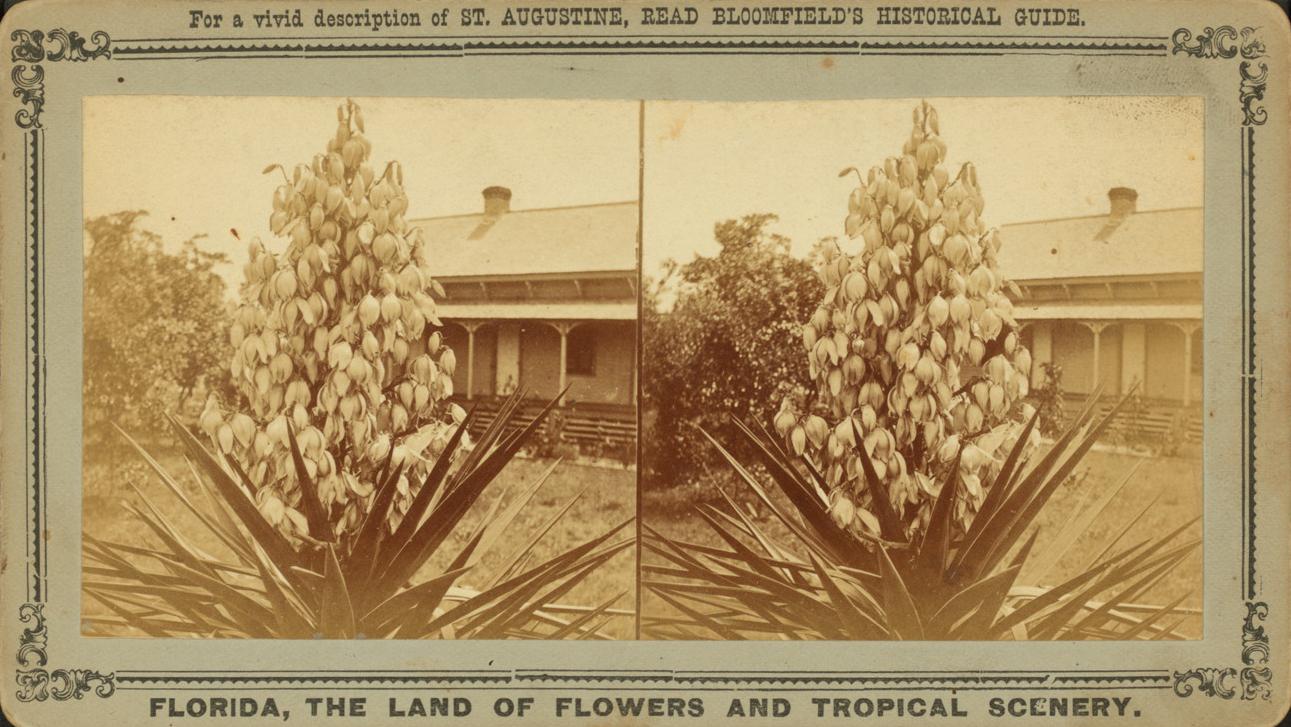 For a vivid description of ST. AUGUSTINE, READ BLOOMFIELD'S HISTORICAL GUIDE.
FLORIDA, THE LAND OF FLOWERS AND TROPICAL SCENERY.